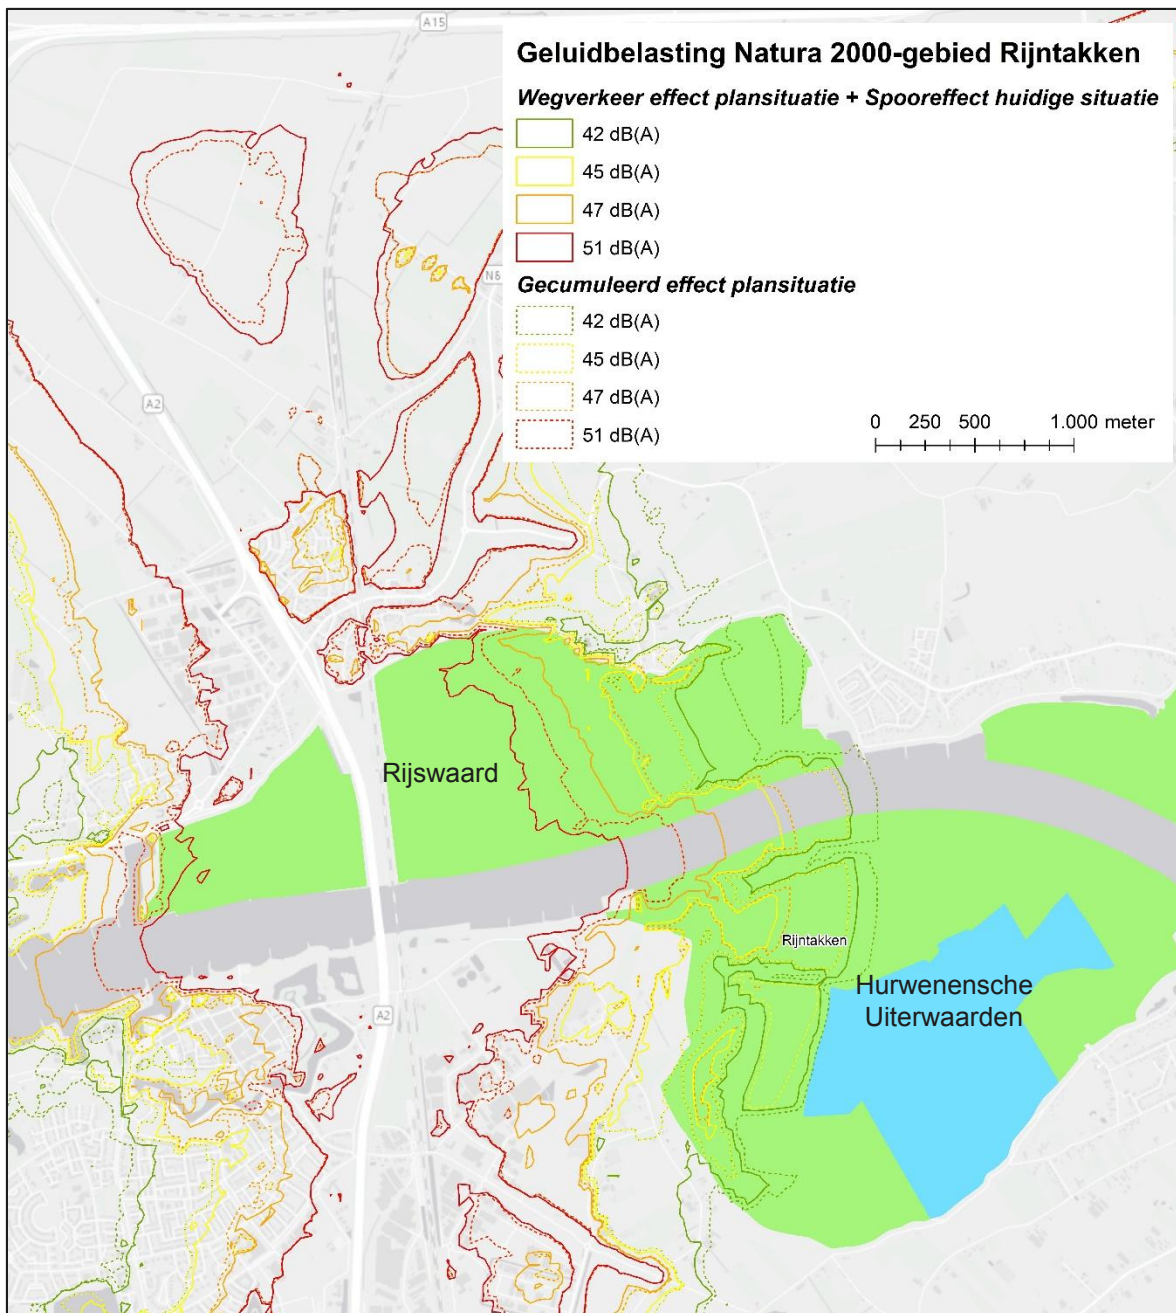 A15
Geluidbelasting Natura 2000-gebied Rijntakken
Wegverkeer effect plansituatie + Spooreffect huidige situatie
42 dB(A)
45 dB(A)
47 dB(A)
51 dB(A)
Gecumuleerd effect plansituatie
42 dB(A)
45 dB(A)
47 dB(A)
51 dB(A)
0 250 500 1.000 meter
A2
Rijswaard
Rijntakken
Hurwenensche
Uiterwaarden
A2